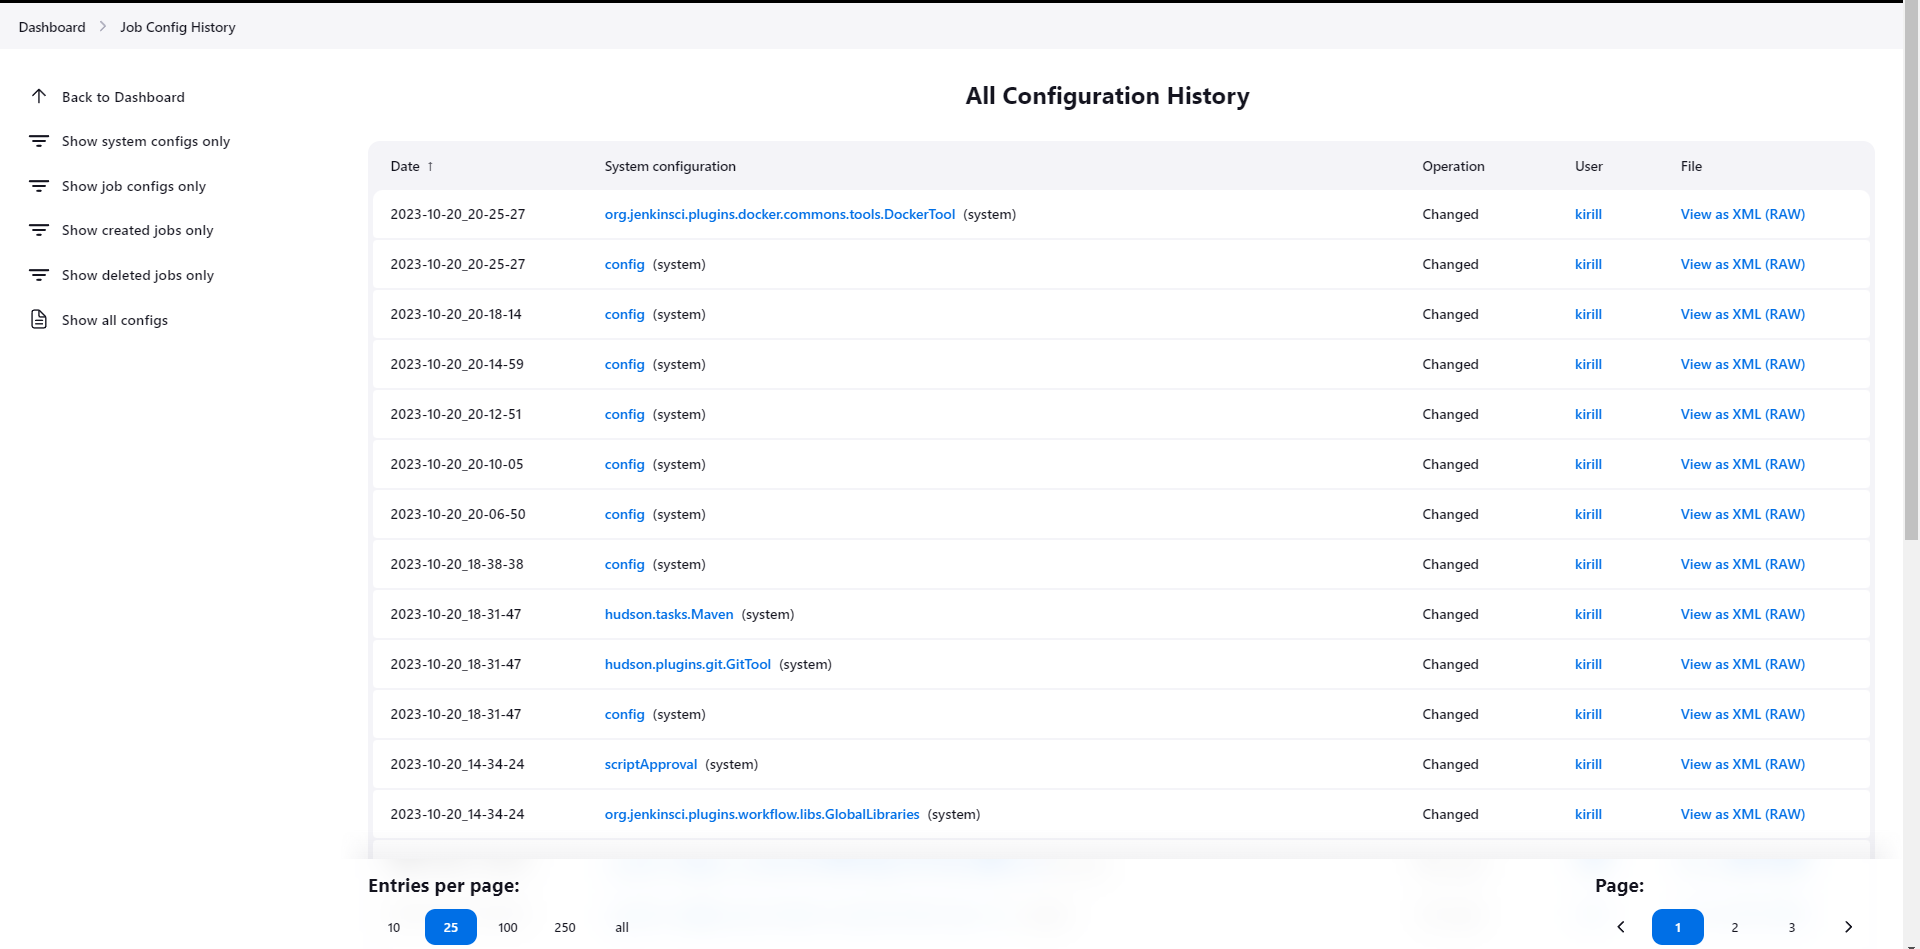 Dashboard > Job Config History
Back to Dashboard
Show system configs only
Show job configs only
Show created jobs only
Show deleted jobs only
Show all configs
All Configuration History
Date ↑ System configuration Operation User File
2023-10-20_20-25-27 org.jenkinsci.plugins.docker.commons.tools.DockerTool (system) Changed kirill View as XML (RAW)
2023-10-20_20-25-27 config (system) Changed kirill View as XML (RAW)
2023-10-20_20-18-14 config (system) Changed kirill View as XML (RAW)
2023-10-20_20-14-59 config (system) Changed kirill View as XML (RAW)
2023-10-20_20-12-51 config (system) Changed kirill View as XML (RAW)
2023-10-20_20-10-05 config (system) Changed kirill View as XML (RAW)
2023-10-20_20-06-50 config (system) Changed kirill View as XML (RAW)
2023-10-20_18-38-38 config (system) Changed kirill View as XML (RAW)
2023-10-20_18-31-47 hudson.tasks.Maven (system) Changed kirill View as XML (RAW)
2023-10-20_18-31-47 hudson.plugins.git.GitTool (system) Changed kirill View as XML (RAW)
2023-10-20_18-31-47 config (system) Changed kirill View as XML (RAW)
2023-10-20_14-34-24 scriptApproval (system) Changed kirill View as XML (RAW)
2023-10-20_14-34-24 org.jenkinsci.plugins.workflow.libs.GlobalLibraries (system) Changed kirill View as XML (RAW)
Entries per page: Page:
10 25 100 250 all < 1 2 3 >